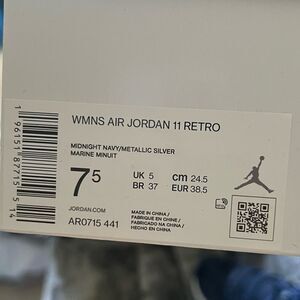 WMNS AIR JORDAN 11 RETRO
MIDNIGHT NAVY/METALLIC SILVER
MARINE MINUIT
7.5
UK 5 cm 24.5
BR 37 EUR 38.5
JORDAN.COM
AR0715 441
MADE IN CHINA /
FABRIQUÉ EN CHINE /
FABRICADO NA CHINA /
HECHO EN CHINA